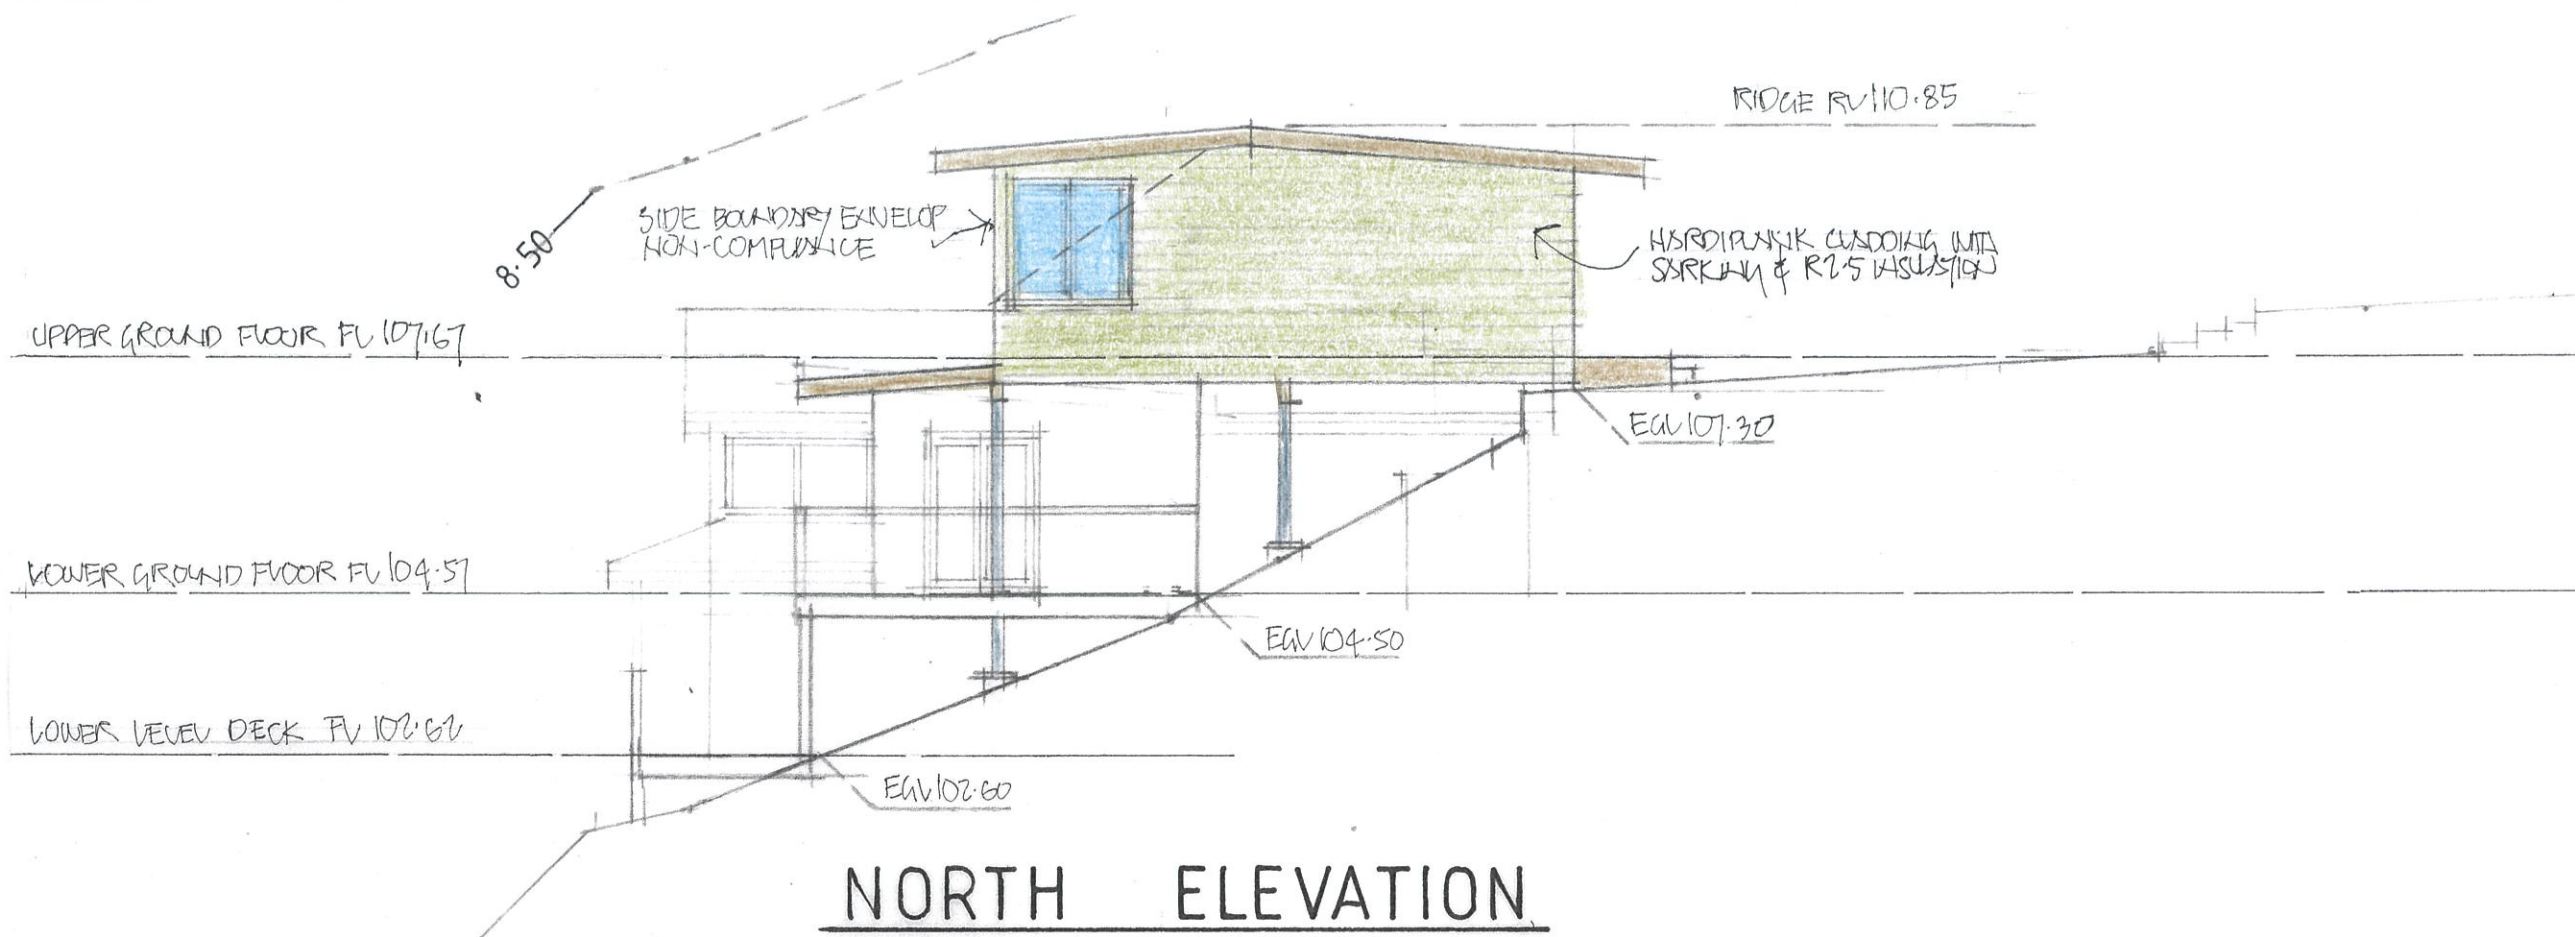 RIDGE RL 110.85
8.50
SIDE BOUNDARY ENVELOP
NON-COMPLIANCE
HARDIPLANK CLADDING WITH
SARKING & R2.5 INSULATION
UPPER GROUND FLOOR FL 107.67
EGL 107.30
LOWER GROUND FLOOR FL 104.57
EGL 104.50
LOWER LEVEL DECK FL 102.62
EGL 102.60
NORTH ELEVATION